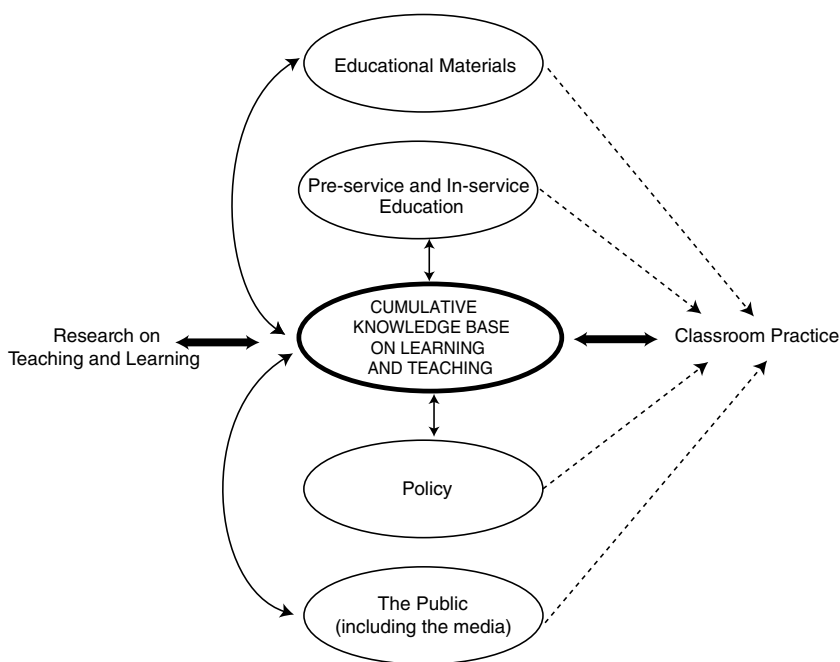 Educational Materials
Pre-service and In-service
Education
CUMULATIVE
KNOWLEDGE BASE
ON LEARNING
AND TEACHING
Research on
Teaching and Learning
Classroom Practice
Policy
The Public
(including the media)